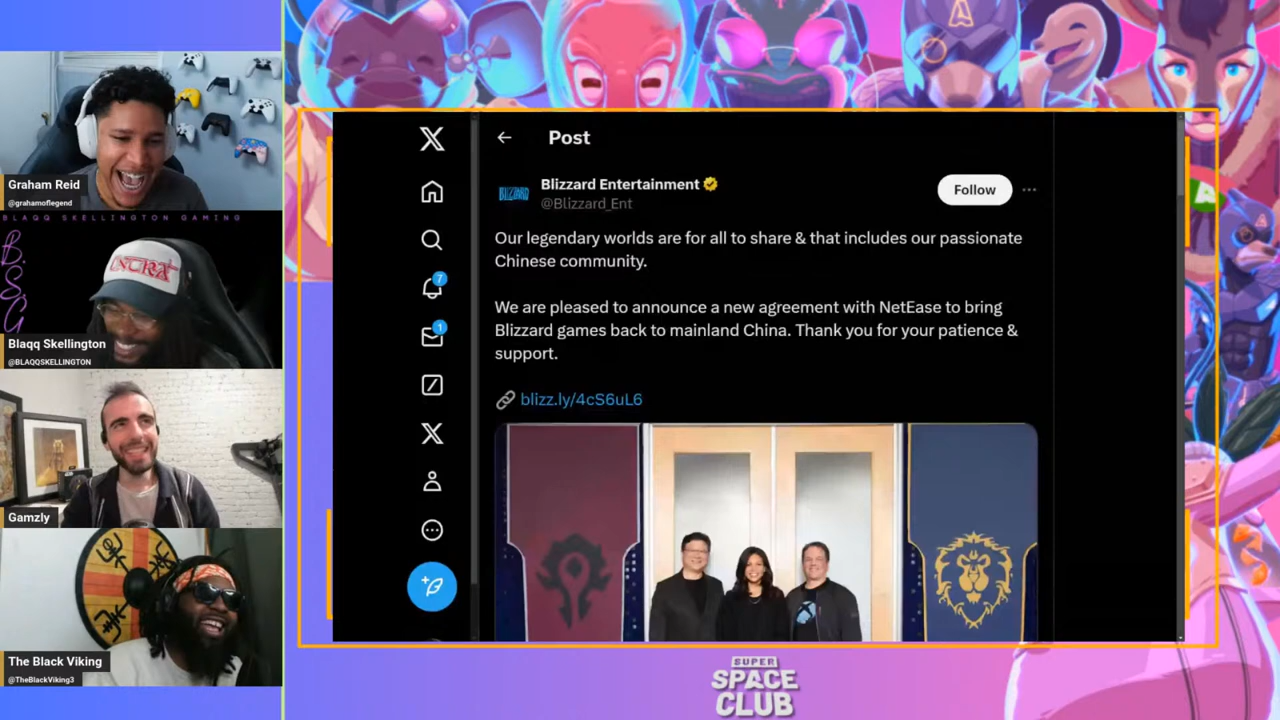 Graham Reid
@grahamoflegend
BLAQQ SKELLINGTON GAMING
B.
S.
G
Blaqq Skellington
@BLAQQSKELLINGTON
Gamzly
The Black Viking
@TheBlackViking3
Post
BLIZZARD
Blizzard Entertainment
@Blizzard_Ent
Follow
7
1
Our legendary worlds are for all to share & that includes our passionate
Chinese community.
We are pleased to announce a new agreement with NetEase to bring
Blizzard games back to mainland China. Thank you for your patience &
support.
blizz.ly/4cS6uL6
SUPER
SPACE
CLUB